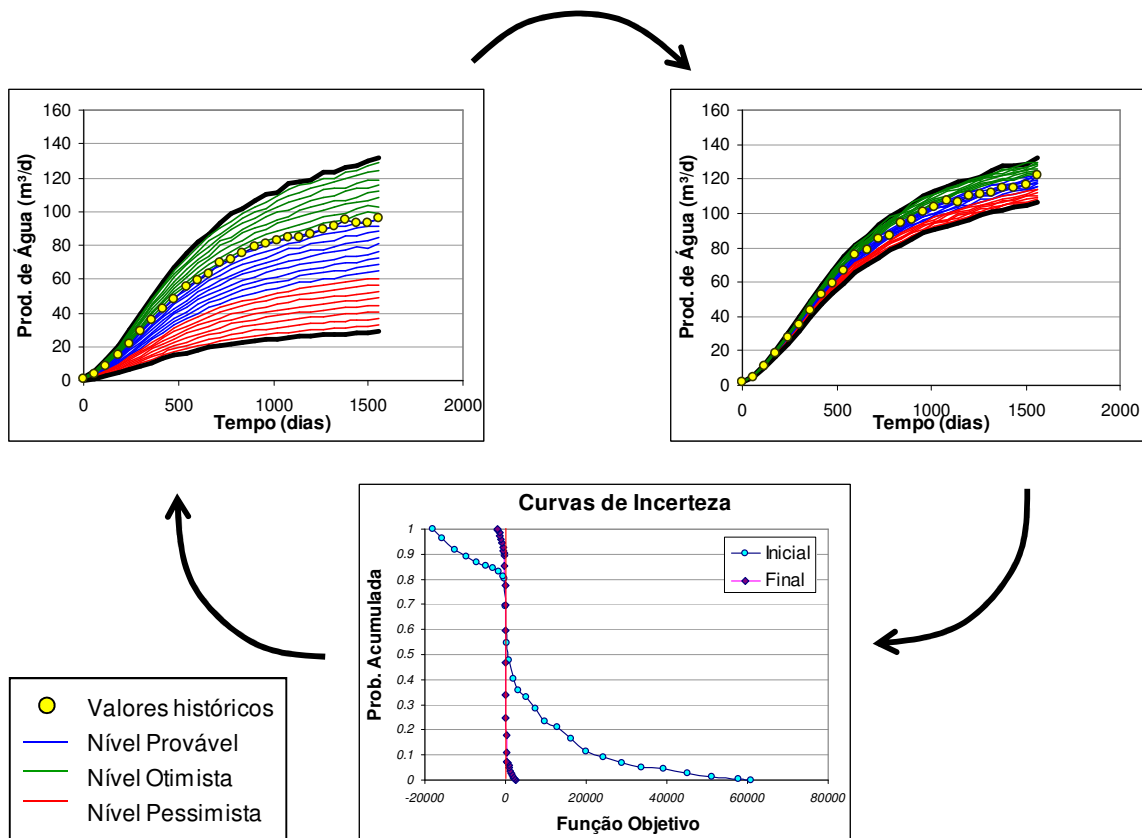 160
140
120
100
80
60
40
20
0
Prod. de Água (m³/d)
0 500 1000 1500 2000
Tempo (dias)
160
140
120
100
80
60
40
20
0
Prod. de Água (m³/d)
0 500 1000 1500 2000
Tempo (dias)
Curvas de Incerteza
1
0.9
0.8
0.7
0.6
0.5
0.4
0.3
0.2
0.1
0
Prob. Acumulada
Inicial
Final
-20000 0 20000 40000 60000 80000
Função Objetivo
Valores históricos
Nível Provável
Nível Otimista
Nível Pessimista